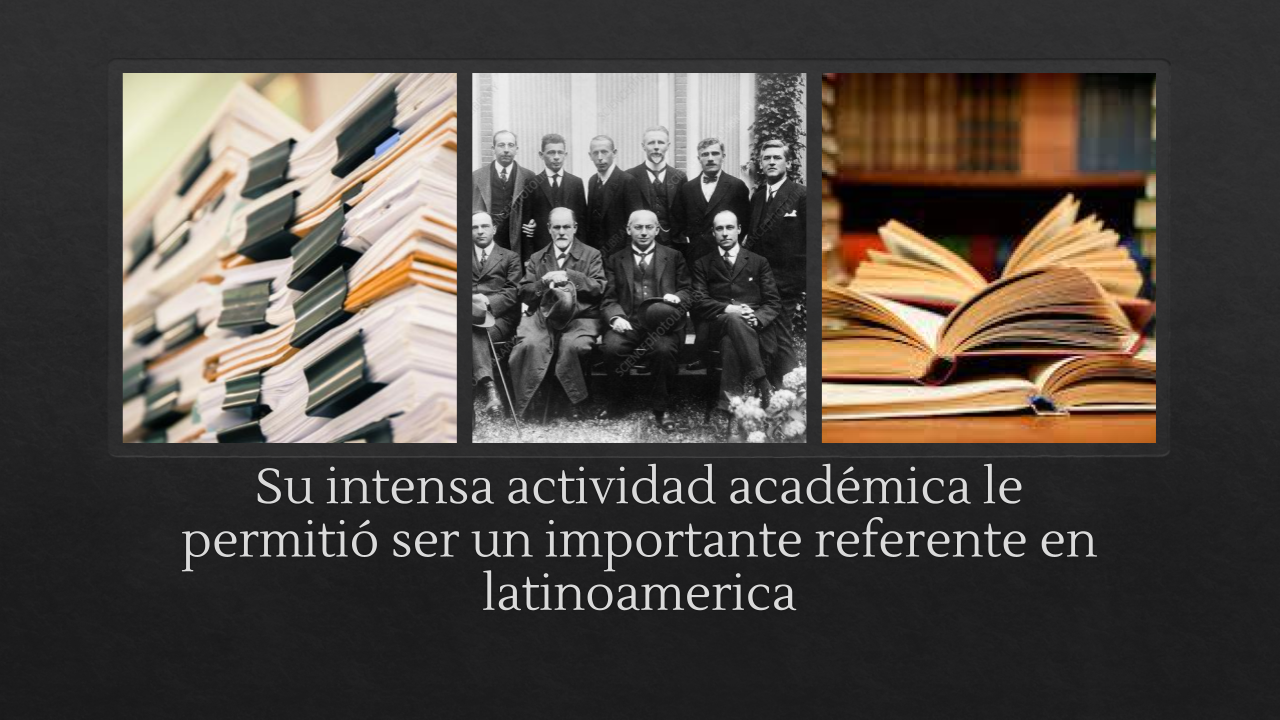 Su intensa actividad académica le
permitió ser un importante referente en
latinoamerica